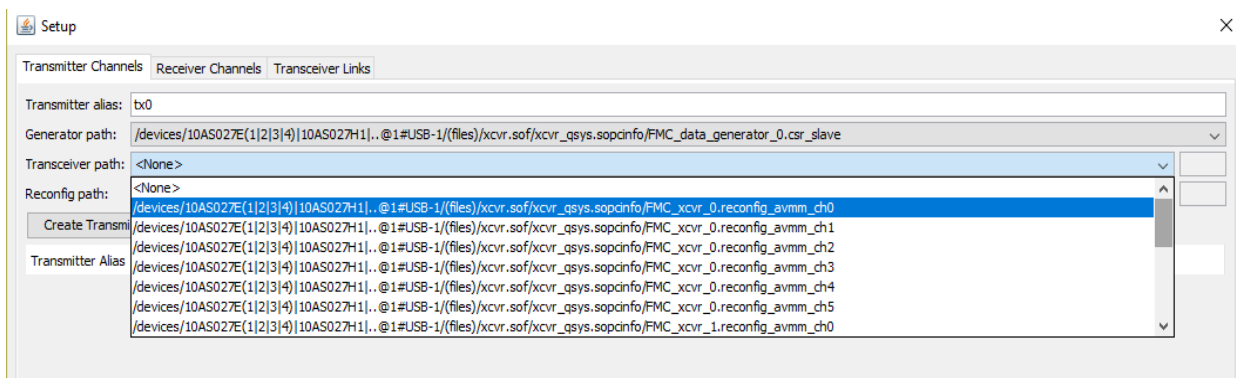 Setup
Transmitter Channels Receiver Channels Transceiver Links
Transmitter alias: tx0
Generator path: /devices/10AS027E(1|2|3|4)|10AS027H1|..@1#USB-1/(files)/xcvr.sof/xcvr_qsys.sopcinfo/FMC_data_generator_0.csr_slave
Transceiver path: <None>
Reconfig path: <None>
/devices/10AS027E(1|2|3|4)|10AS027H1|..@1#USB-1/(files)/xcvr.sof/xcvr_qsys.sopcinfo/FMC_xcvr_0.reconfig_avmm_ch0
Create Transmi /devices/10AS027E(1|2|3|4)|10AS027H1|..@1#USB-1/(files)/xcvr.sof/xcvr_qsys.sopcinfo/FMC_xcvr_0.reconfig_avmm_ch1
/devices/10AS027E(1|2|3|4)|10AS027H1|..@1#USB-1/(files)/xcvr.sof/xcvr_qsys.sopcinfo/FMC_xcvr_0.reconfig_avmm_ch2
Transmitter Alias /devices/10AS027E(1|2|3|4)|10AS027H1|..@1#USB-1/(files)/xcvr.sof/xcvr_qsys.sopcinfo/FMC_xcvr_0.reconfig_avmm_ch3
/devices/10AS027E(1|2|3|4)|10AS027H1|..@1#USB-1/(files)/xcvr.sof/xcvr_qsys.sopcinfo/FMC_xcvr_0.reconfig_avmm_ch4
/devices/10AS027E(1|2|3|4)|10AS027H1|..@1#USB-1/(files)/xcvr.sof/xcvr_qsys.sopcinfo/FMC_xcvr_0.reconfig_avmm_ch5
/devices/10AS027E(1|2|3|4)|10AS027H1|..@1#USB-1/(files)/xcvr.sof/xcvr_qsys.sopcinfo/FMC_xcvr_1.reconfig_avmm_ch0